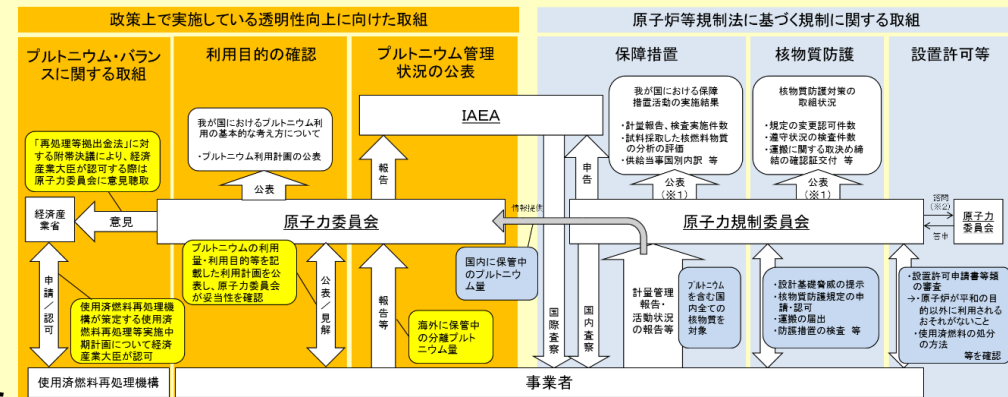 政策上で実施している透明性向上に向けた取組
原子炉等規制法に基づく規制に関する取組
プルトニウム・バラン
スに関する取組
利用目的の確認
プルトニウム管理
状況の公表
保障措置
核物質防護
設置許可等
我が国におけるプルトニウム利
用の基本的な考え方について
・プルトニウム利用計画の公表
IAEA
我が国における保障
措置活動の実施結果
・計量報告、検査実施件数
・試料採取した核燃料物質
の分析の評価
・供給当事国別内訳 等
核物質防護対策の
取組状況
・規定の変更認可件数
・遵守状況の検査件数
・運搬に関する取決め締
結の確認証交付 等
「再処理等拠出金法」に対
する附帯決議により、経済
産業大臣が認可する際は
原子力委員会に意見聴取
公表
報告
申告
公表
(※1)
公表
(※1)
経済産
業省
意見
原子力委員会
情報提供
原子力規制委員会
諮問
(※2)
答申
原子力
委員会
プルトニウムの利用
量・利用目的等を記
載した利用計画を公
表し、原子力委員会
が妥当性を確認
国内に保管中
のプルトニウ
ム量
申請/認可
使用済燃料再処理機
構が策定する使用済
燃料再処理等実施中
期計画について経済
産業大臣が認可
公表/見解
報告等
海外に保管中
の分離プルト
ニウム量
国際査察
国内査察
計量管理
報告・
活動状況
の報告等
プルトニウム
を含む国
内全ての
核物質を
対象
・設計基礎脅威の提示
・核物質防護規定の申
請・認可
・運搬の届出
・防護措置の検査 等
・設置許可申請書等類
の審査
→・原子炉が平和の目
的以外に利用される
おそれがないこと
・使用済燃料の処分
の方法
等を確認
使用済燃料再処理機構
事業者